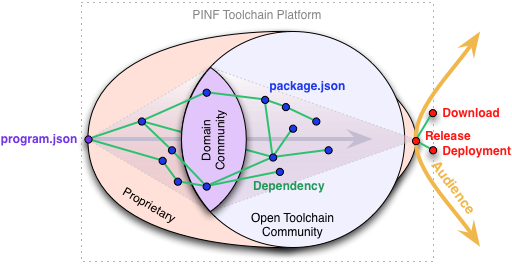 PINF Toolchain Platform
package.json
program.json
Domain
Community
Download
Release
Deployment
Dependency
Proprietary
Open Toolchain
Community
Audience